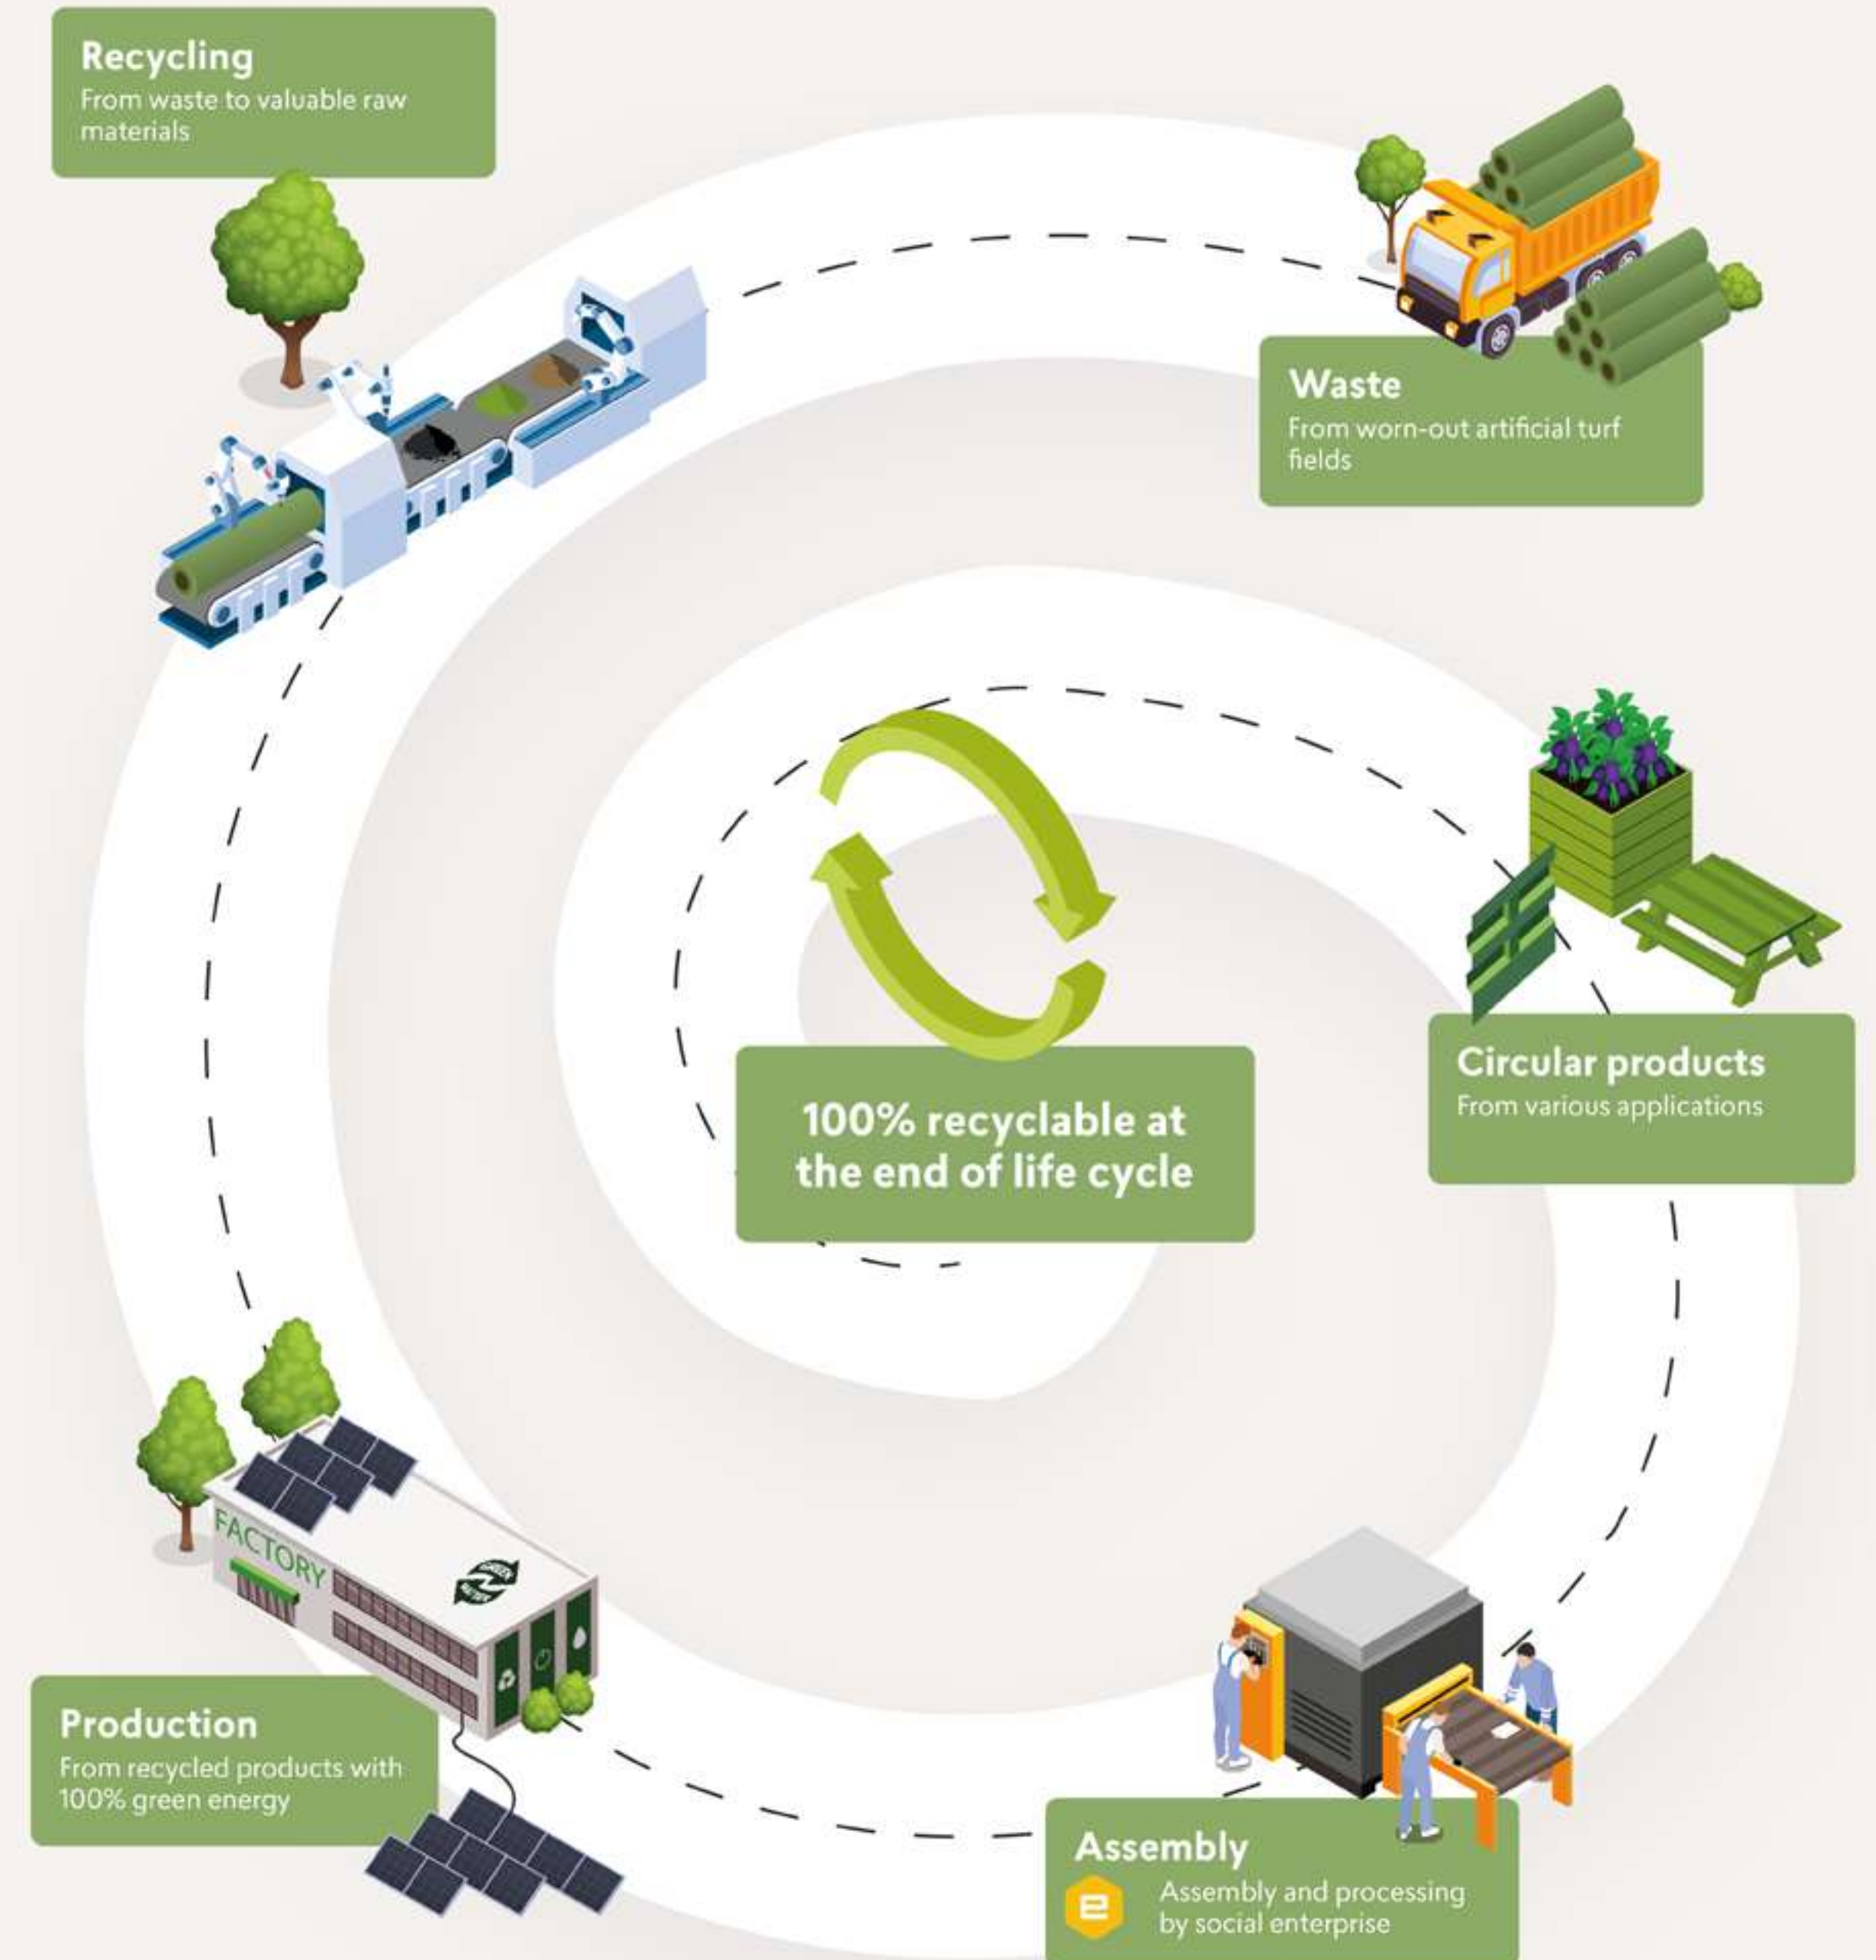 Recycling
From waste to valuable raw
materials
Waste
From worn-out artificial turf
fields
Circular products
From various applications
100% recyclable at
the end of life cycle
FACTORY
GREEN
MATTER
Production
From recycled products with
100% green energy
Assembly
e
Assembly and processing
by social enterprise